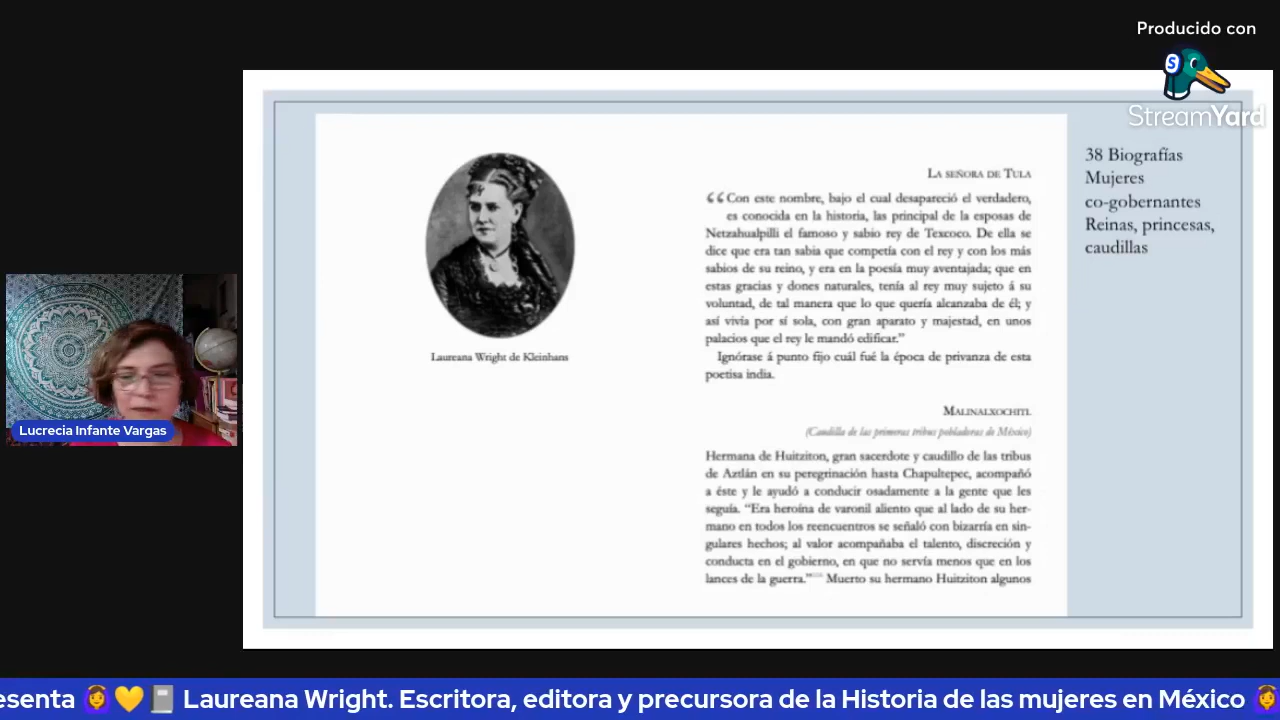 Producido con
StreamYard
38 Biografías
Mujeres
co-gobernantes
Reinas, princesas,
caudillas
Laureana Wright de Kleinhans
La señora de Tula
“Con este nombre, bajo el cual desapareció el verdadero,
es conocida en la historia, las principal de la esposas de
Netzahualpilli el famoso y sabio rey de Texcoco. De ella se
dice que era tan sabia que competía con el rey y con los más
sabios de su reino, y era en la poesía muy aventajada; que en
estas gracias y dones naturales, tenía al rey muy sujeto á su
voluntad, de tal manera que lo que quería alcanzaba de él; y
así vivía por sí sola, con gran aparato y majestad, en unos
palacios que el rey le mandó edificar.”
Ignórase á punto fijo cuál fué la época de privanza de esta
poetisa india.
Malinalxochitl
(Caudilla de las primeras tribus pobladoras de México)
Hermana de Huitziton, gran sacerdote y caudillo de las tribus
de Aztlán en su peregrinación hasta Chapultepec, acompañó
a éste y le ayudó a conducir osadamente a la gente que les
seguía. “Era heroína de varonil aliento que al lado de su her-
mano en todos los reencuentros se señaló con bizarría en sin-
gulares hechos; al valor acompañaba el talento, discreción y
conducta en el gobierno, en que no servía menos que en los
lances de la guerra.” Muerto su hermano Huitziton algunos
Lucrecia Infante Vargas
esenta 🙆‍♀️💛📔 Laureana Wright. Escritora, editora y precursora de la Historia de las mujeres en México 🙆‍♀️